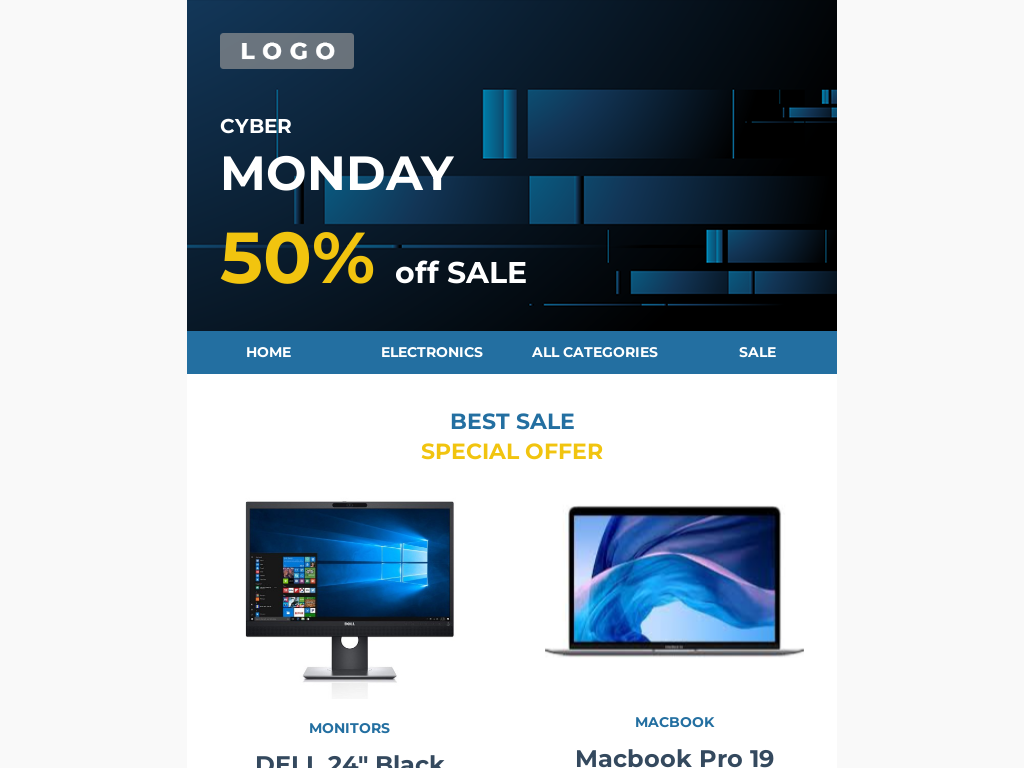 LOGO
CYBER
MONDAY
50% off SALE
HOME ELECTRONICS ALL CATEGORIES SALE
BEST SALE
SPECIAL OFFER
DELL
MONITORS
MACBOOK
DELL 24" Black
Macbook Pro 19